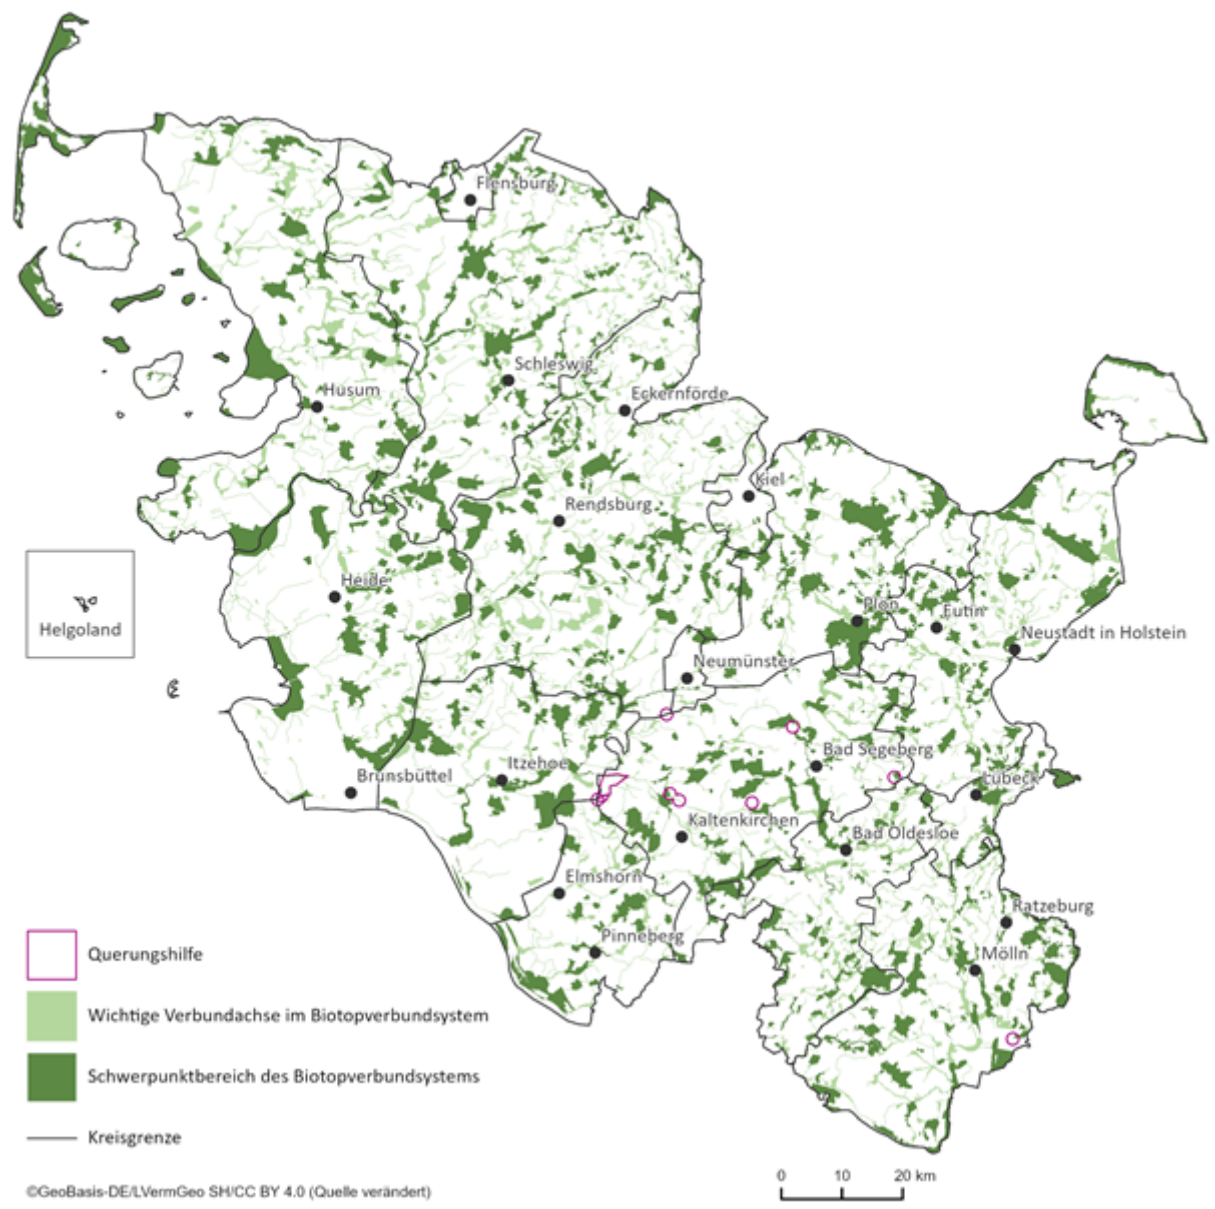 Flensburg
Schleswig
Eckernförde
Husum
Kiel
Rendsburg
Heide
Helgoland
Plön
Eutin
Neustadt in Holstein
Neumünster
Bad Segeberg
Itzehoe
Brunsbüttel
Lübeck
Kaltenkirchen
Bad Oldesloe
Elmshorn
Ratzeburg
Pinneberg
Mölln
Querungshilfe
Wichtige Verbundachse im Biotopverbundsystem
Schwerpunktbereich des Biotopverbundsystems
Kreisgrenze
0 10 20 km
©GeoBasis-DE/LVermGeo SH/CC BY 4.0 (Quelle verändert)